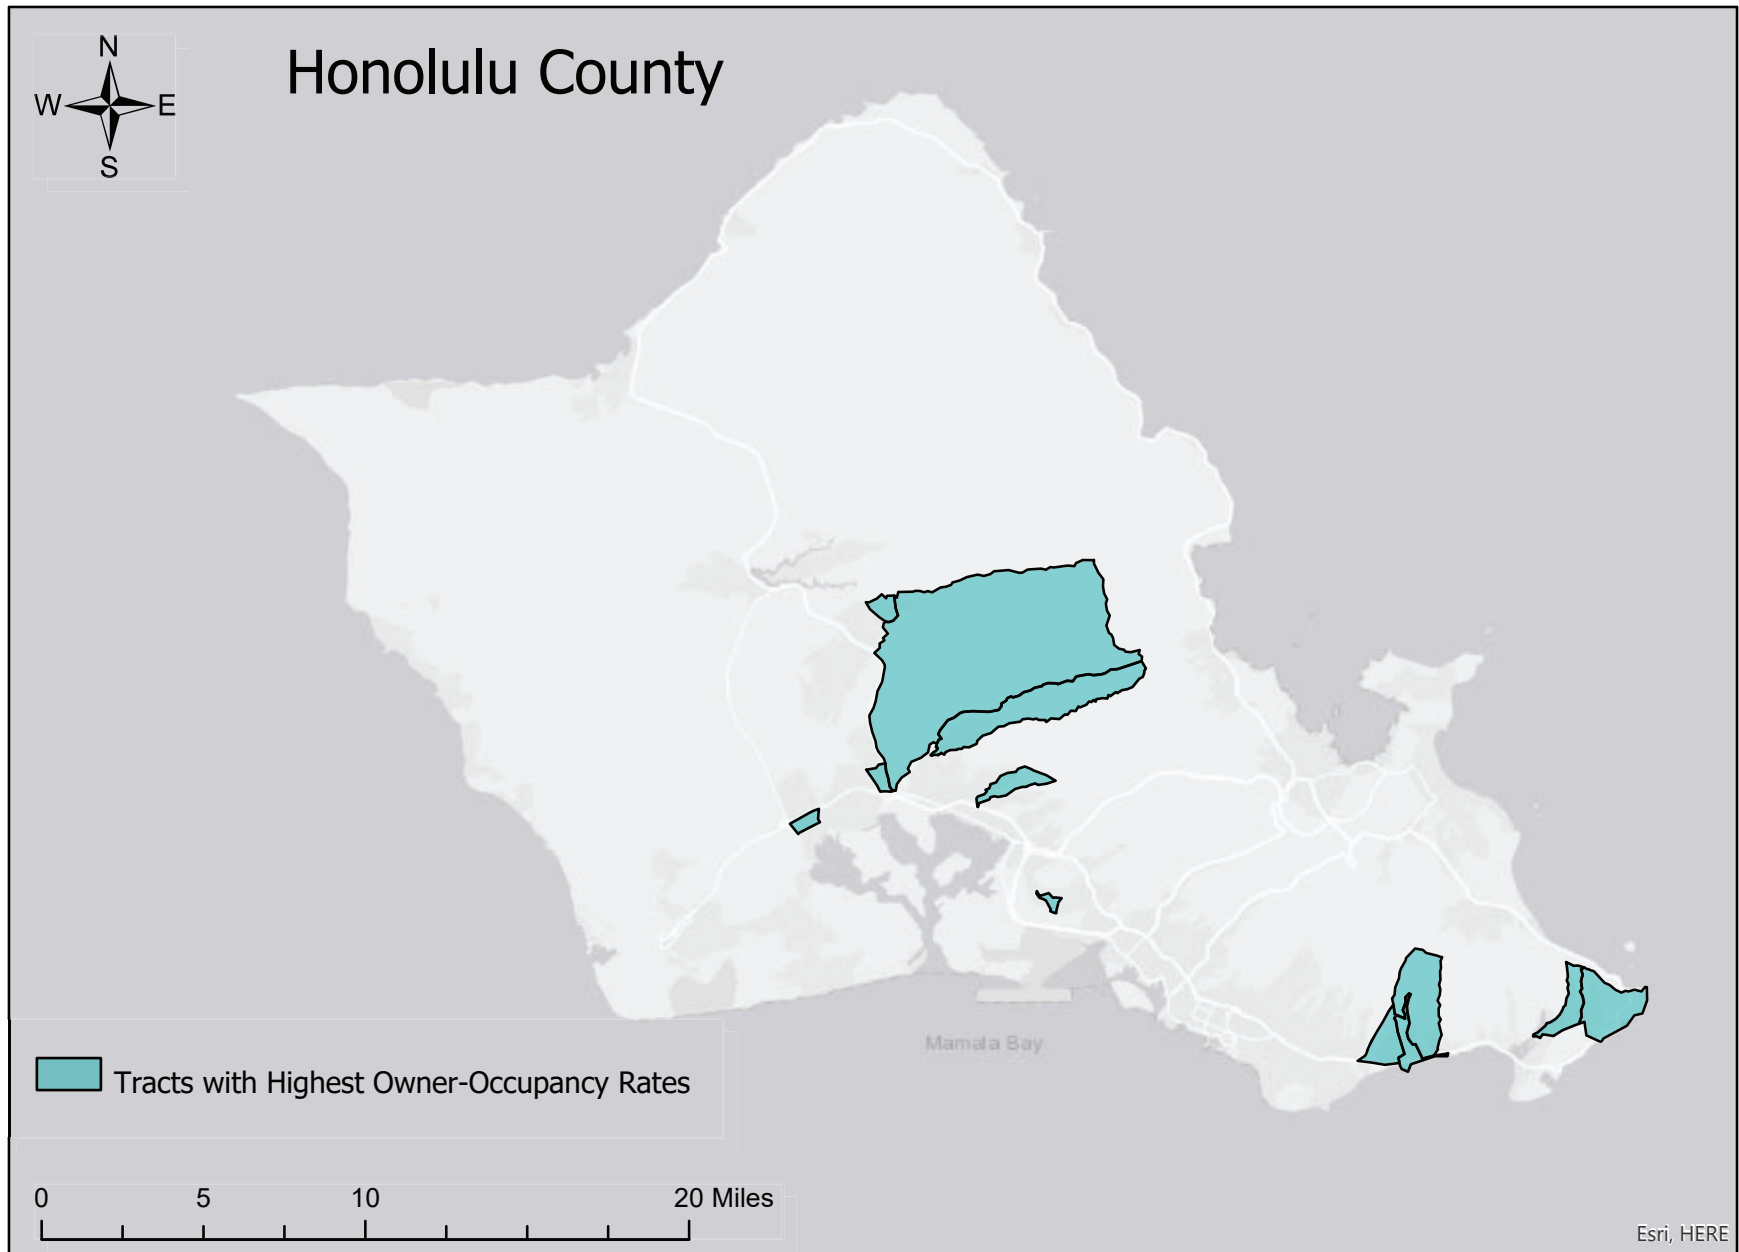 N
Honolulu County
W E
S
Mamala Bay
Tracts with Highest Owner-Occupancy Rates
0 5 10 20 Miles
Esri, HERE